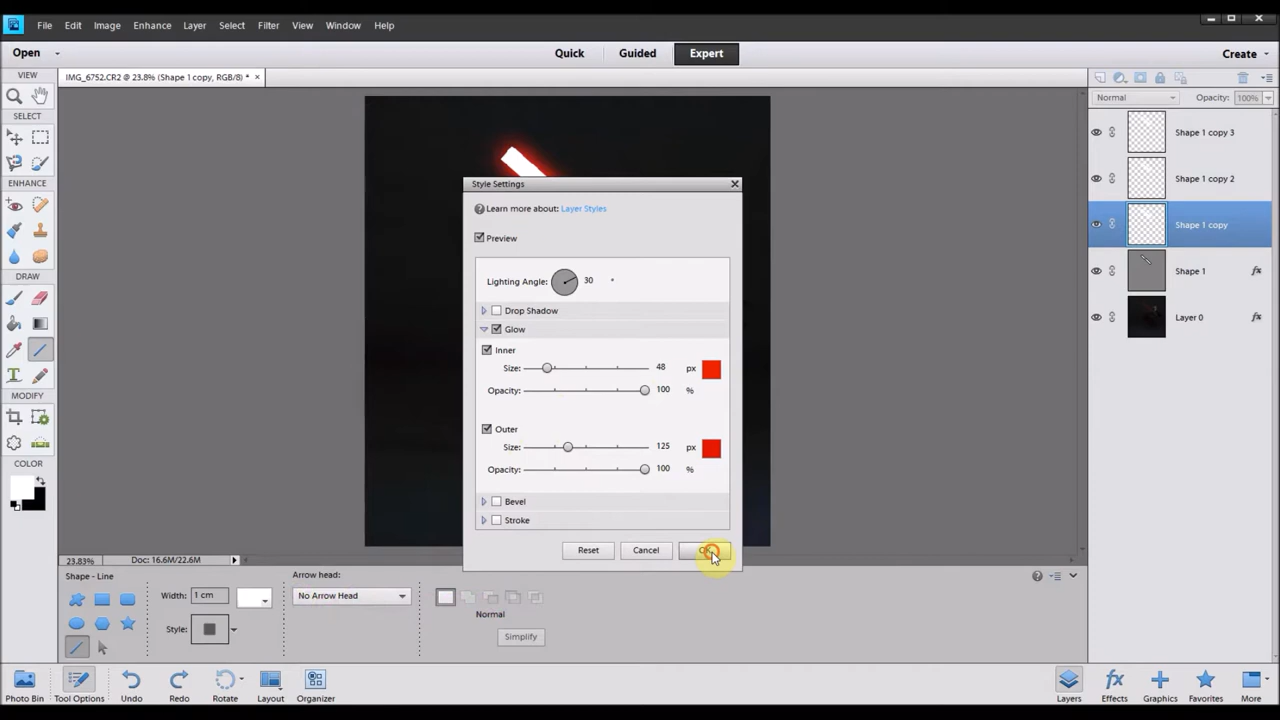 File Edit Image Enhance Layer Select Filter View Window Help
Open Quick Guided Expert Create
VIEW IMG_6752.CR2 @ 23.8% (Shape 1 copy, RGB/8) * ×
Normal Opacity: 100%
SELECT
Shape 1 copy 3
Shape 1 copy 2
Style Settings
ENHANCE
Learn more about: Layer Styles
Shape 1 copy
Preview
DRAW
Lighting Angle: 30 °
Shape 1
Drop Shadow
Layer 0
Glow
Inner
Size: 48 px
Opacity: 100 %
MODIFY
Outer
Size: 125 px
COLOR
Opacity: 100 %
Bevel
Stroke
Reset Cancel
23.83% Doc: 16.6M/22.6M
Shape - Line Arrow head:
Width: 1 cm No Arrow Head
Normal
Style: Simplify
Photo Bin Tool Options Undo Redo Rotate Layout Organizer Layers Effects Graphics Favorites More